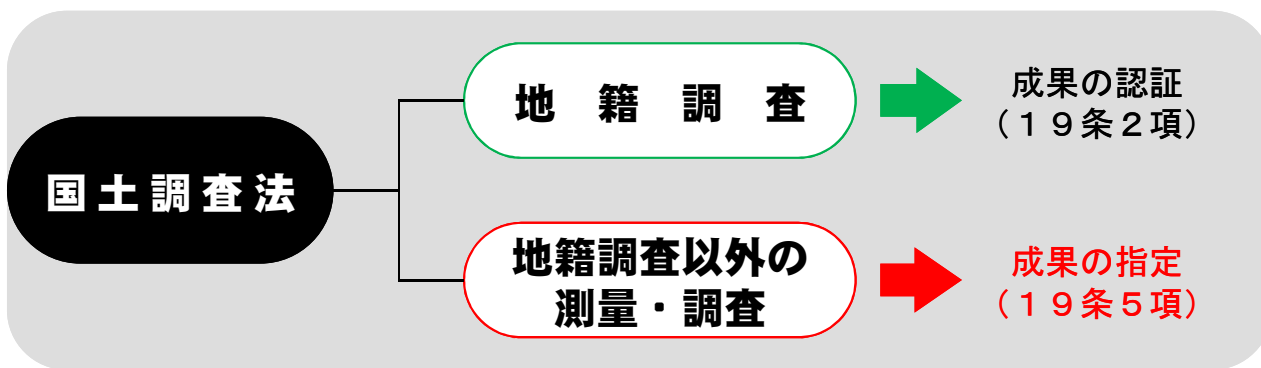 国土調査法
地籍調査
成果の認証
（１９条２項）
地籍調査以外の
測量・調査
成果の指定
（１９条５項）